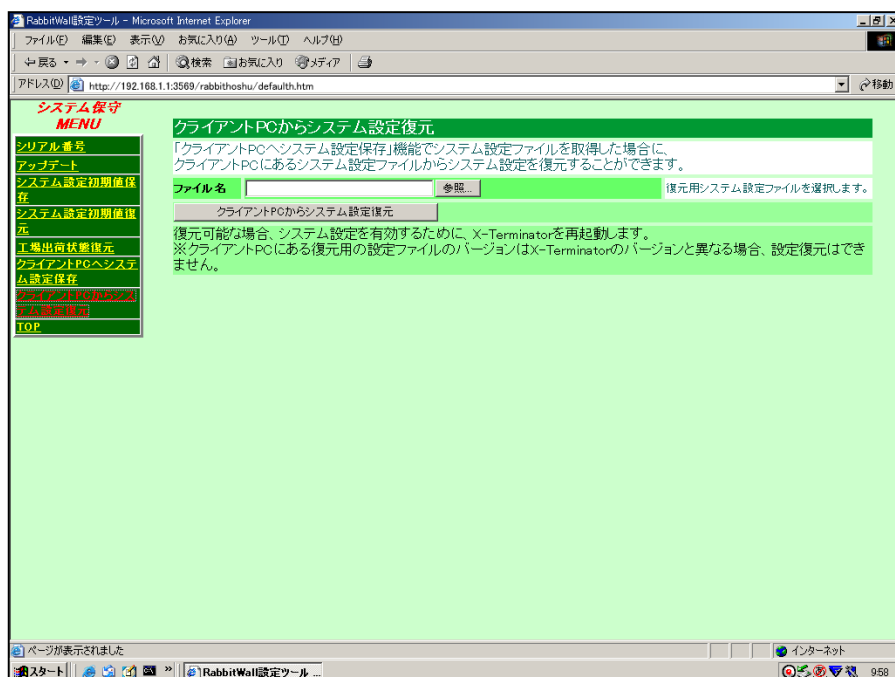 RabbitWall設定ツール - Microsoft Internet Explorer
ファイル(F) 編集(E) 表示(V) お気に入り(A) ツール(T) ヘルプ(H)
戻る 検索 お気に入り メディア
アドレス(D) http://192.168.1.1:3569/rabbithoshu/defaulth.htm 移動
システム保守
MENU
シリアル番号
アップデート
システム設定初期値保
存
システム設定初期値復
元
工場出荷状態復元
クライアントPCへシステ
ム設定保存
クライアントPCからシス
テム設定復元
TOP
クライアントPCからシステム設定復元
「クライアントPCへシステム設定保存」機能でシステム設定ファイルを取得した場合に、
クライアントPCにあるシステム設定ファイルからシステム設定を復元することができます。
ファイル名 参照... 復元用システム設定ファイルを選択します。
クライアントPCからシステム設定復元
復元可能な場合、システム設定を有効するために、X-Terminatorを再起動します。
※クライアントPCにある復元用の設定ファイルのバージョンはX-Terminatorのバージョンと異なる場合、設定復元はでき
ません。
ページが表示されました インターネット
スタート » RabbitWall設定ツール ... 9:58